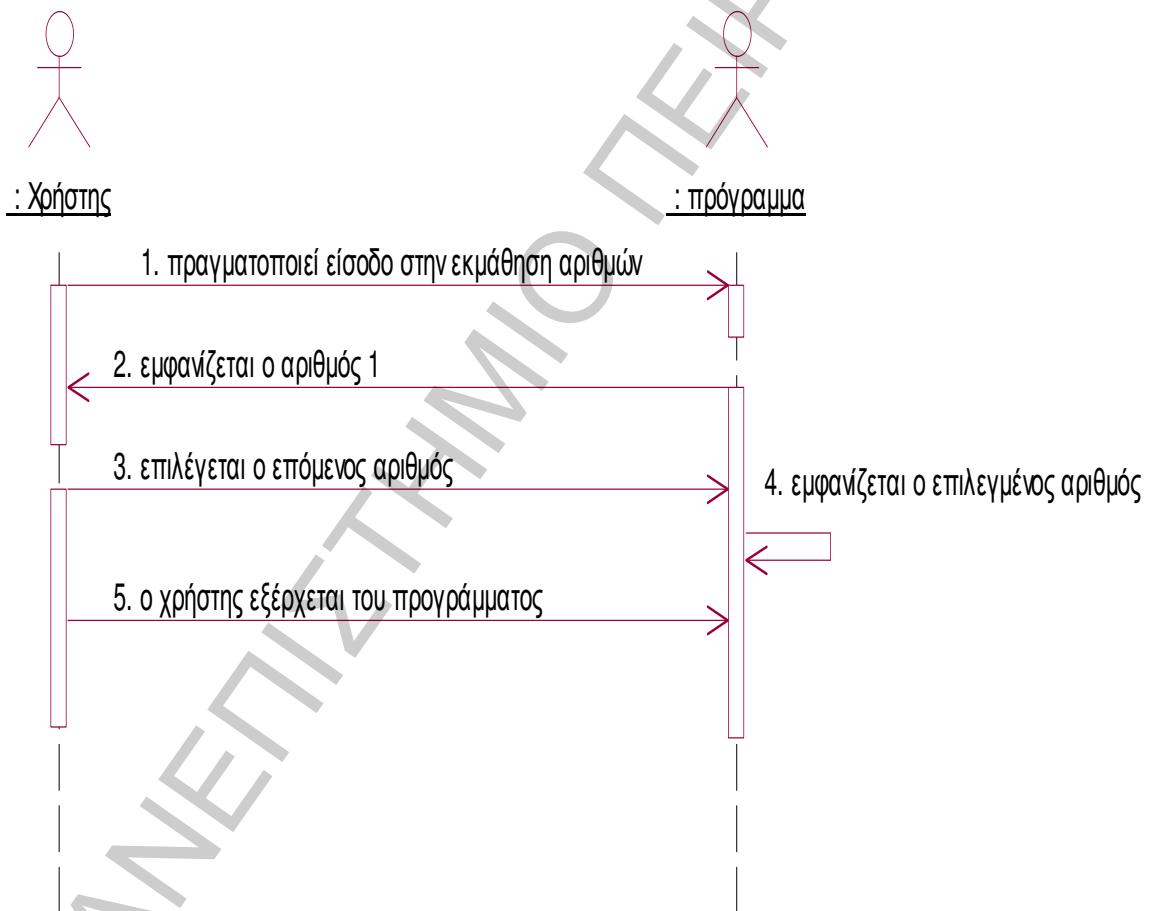 : Χρήστης
: πρόγραμμα
1. πραγματοποιεί είσοδο στην εκμάθηση αριθμών
2. εμφανίζεται ο αριθμός 1
3. επιλέγεται ο επόμενος αριθμός
4. εμφανίζεται ο επιλεγμένος αριθμός
5. ο χρήστης εξέρχεται του προγράμματος